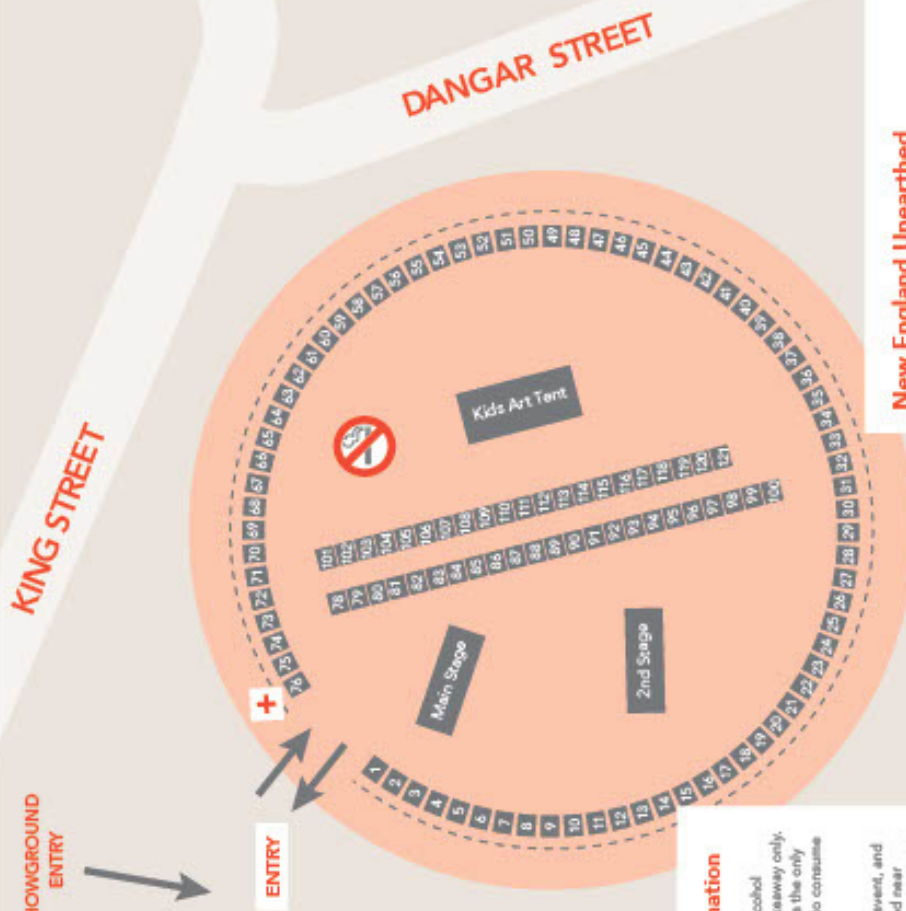 KING STREET
DANGAR STREET
HOWGROUND
ENTRY
ENTRY
1 2 3 4 5 6 7 8 9 10 11 12 13 14 15 16 17 18 19 20 21 22 23 24 25 26 27 28 29 30 31 32 33 34 35 36 37 38 39 40 41 42 43 44 45 46 47 48 49 50 51 52 53 54 55 56 57 58 59 60 61 62 63 64 65 66 67 68 69 70 71 72 73 74 75 76
78 79 80 81 82 83 84 85 86 87 88 89 90 91 92 93 94 95 96 97 98 99 100
101 102 103 104 105 106 107 108 109 110 111 112 113 114 115 116 117 118 119 120 121
Main Stage
2nd Stage
Kids Art Tent
New England Unearthed
nation
cohol
eaway only.
the only
o consume
event, and
d near